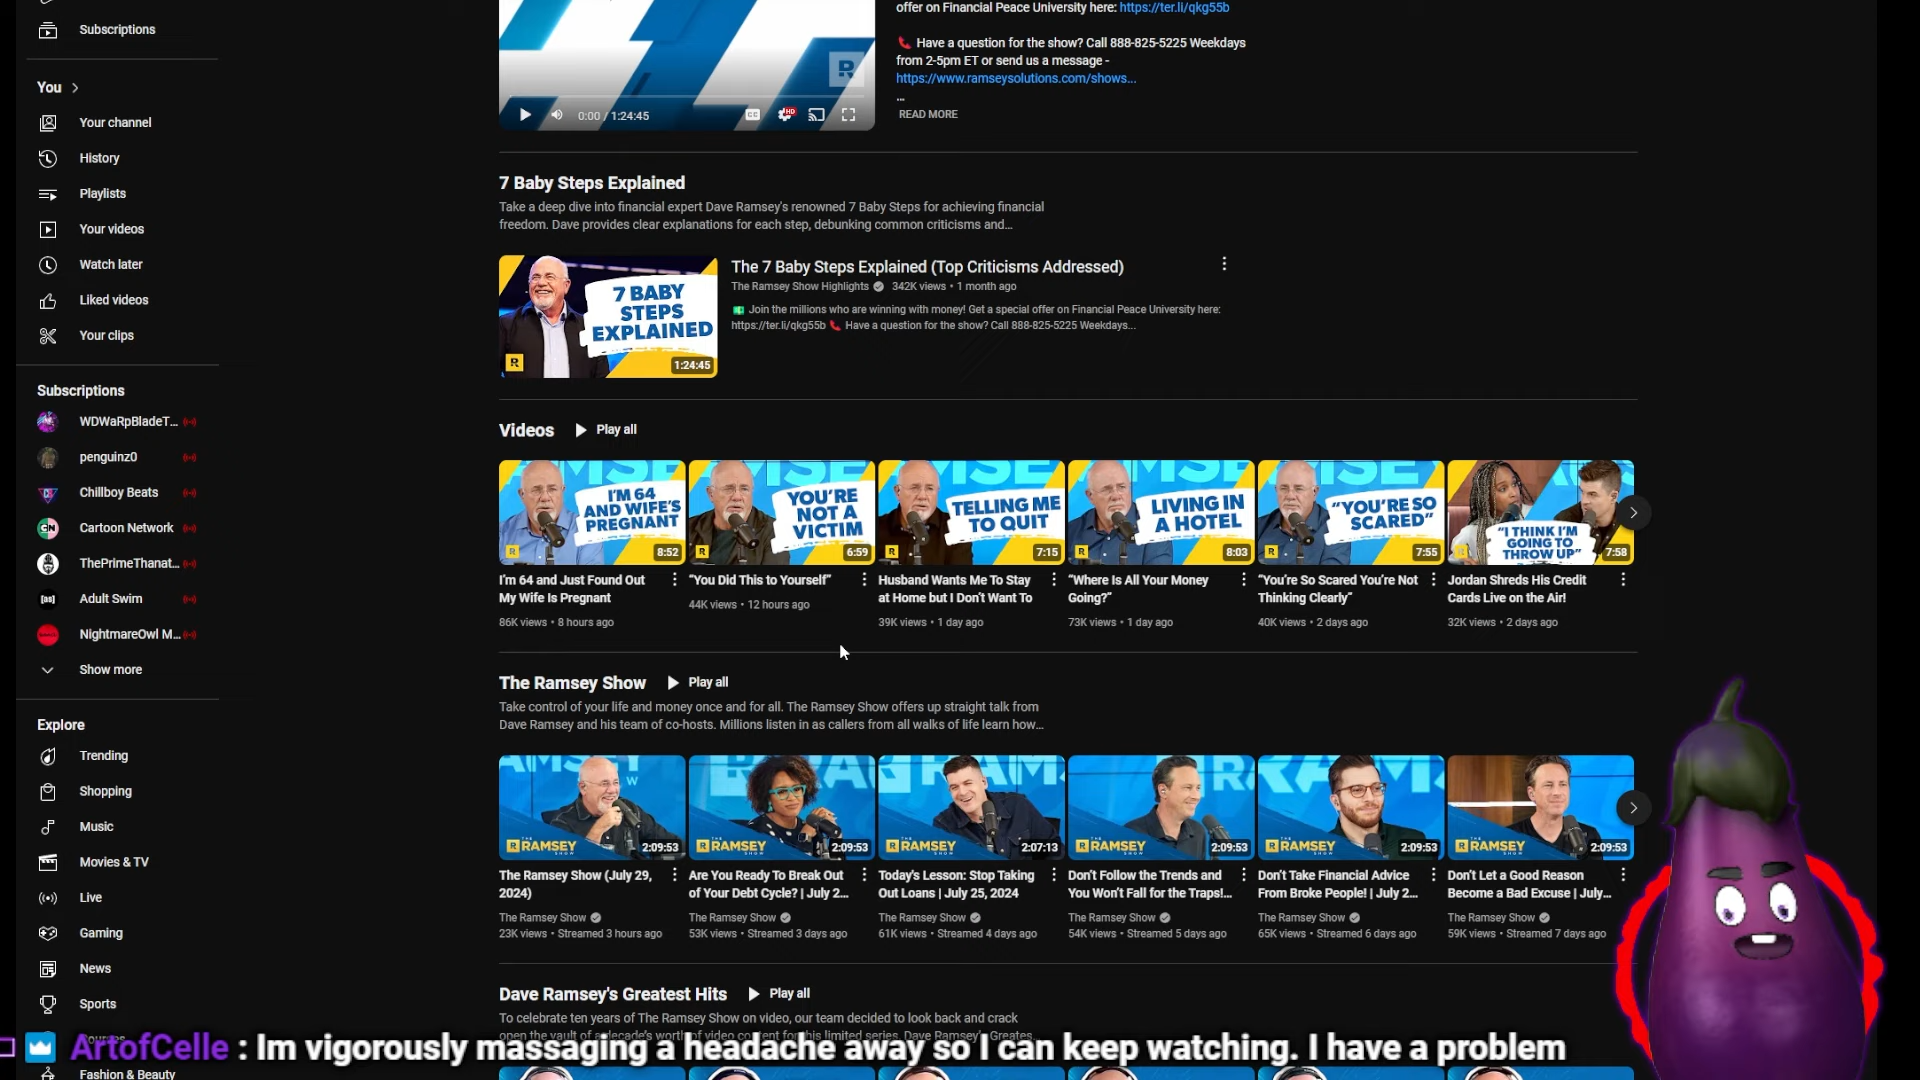 Subscriptions
You
Your channel
History
Playlists
Your videos
Watch later
Liked videos
Your clips
Subscriptions
WDWaRpBladeT...
penguinz0
Chillboy Beats
Cartoon Network
ThePrimeThanat...
Adult Swim
NightmareOwl M...
Show more
Explore
Trending
Shopping
Music
Movies & TV
Live
Gaming
News
Sports
Fashion & Beauty
0:00 / 1:24:45
offer on Financial Peace University here: https://ter.li/qkg55b
📞 Have a question for the show? Call 888-825-5225 Weekdays
from 2-5pm ET or send us a message -
https://www.ramseysolutions.com/shows...
...
READ MORE
7 Baby Steps Explained
Take a deep dive into financial expert Dave Ramsey's renowned 7 Baby Steps for achieving financial
freedom. Dave provides clear explanations for each step, debunking common criticisms and...
7 BABY
STEPS
EXPLAINED
1:24:45
The 7 Baby Steps Explained (Top Criticisms Addressed)
The Ramsey Show Highlights 342K views • 1 month ago
Join the millions who are winning with money! Get a special offer on Financial Peace University here:
https://ter.li/qkg55b 📞 Have a question for the show? Call 888-825-5225 Weekdays...
Videos Play all
I'M 64
AND WIFE'S
PREGNANT
8:52
YOU'RE
NOT A
VICTIM
6:59
TELLING ME
TO QUIT
7:15
LIVING IN
A HOTEL
8:03
"YOU'RE SO
SCARED"
7:55
"I THINK I'M
GOING TO
THROW UP"
7:58
I'm 64 and Just Found Out
My Wife Is Pregnant
86K views • 8 hours ago
"You Did This to Yourself"
44K views • 12 hours ago
Husband Wants Me To Stay
at Home but I Don't Want To
39K views • 1 day ago
"Where Is All Your Money
Going?"
73K views • 1 day ago
"You're So Scared You're Not
Thinking Clearly"
40K views • 2 days ago
Jordan Shreds His Credit
Cards Live on the Air!
32K views • 2 days ago
The Ramsey Show Play all
Take control of your life and money once and for all. The Ramsey Show offers up straight talk from
Dave Ramsey and his team of co-hosts. Millions listen in as callers from all walks of life learn how...
RAMSEY 2:09:53
RAMSEY 2:09:53
RAMSEY 2:07:13
RAMSEY 2:09:53
RAMSEY 2:09:53
RAMSEY 2:09:53
The Ramsey Show (July 29,
2024)
The Ramsey Show
23K views • Streamed 3 hours ago
Are You Ready To Break Out
of Your Debt Cycle? | July 2...
The Ramsey Show
53K views • Streamed 3 days ago
Today's Lesson: Stop Taking
Out Loans | July 25, 2024
The Ramsey Show
61K views • Streamed 4 days ago
Don't Follow the Trends and
You Won't Fall for the Traps!...
The Ramsey Show
54K views • Streamed 5 days ago
Don't Take Financial Advice
From Broke People! | July 2...
The Ramsey Show
65K views • Streamed 6 days ago
Don't Let a Good Reason
Become a Bad Excuse | July...
The Ramsey Show
59K views • Streamed 7 days ago
Dave Ramsey's Greatest Hits Play all
To celebrate ten years of The Ramsey Show on video, our team decided to look back and crack
ArtofCelle : Im vigorously massaging a headache away so I can keep watching. I have a problem